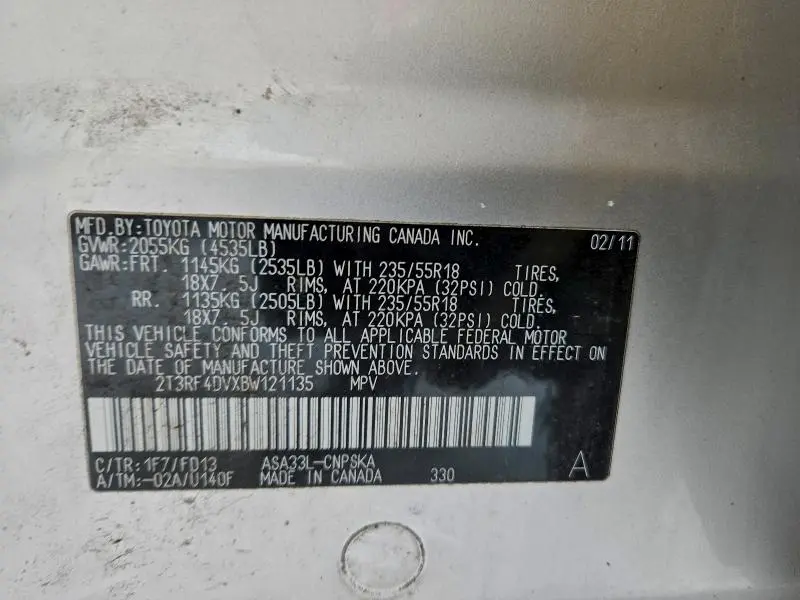 MFD.BY:TOYOTA MOTOR MANUFACTURING CANADA INC. 02/11
GVWR:2055KG (4535LB)
GAWR:FRT. 1145KG (2535LB) WITH 235/55R18 TIRES,
18X7 5J RIMS, AT 220KPA (32PSI) COLD.
RR. 1135KG (2505LB) WITH 235/55R18 TIRES,
18X7 5J RIMS, AT 220KPA (32PSI) COLD.
THIS VEHICLE CONFORMS TO ALL APPLICABLE FEDERAL MOTOR
VEHICLE SAFETY AND THEFT PREVENTION STANDARDS IN EFFECT ON
THE DATE OF MANUFACTURE SHOWN ABOVE.
2T3RF4DVXBW121135 MPV
C/TR:1F7/FD13 ASA33L-CNPSKA
A/TM:-02A/U140F MADE IN CANADA 330 A